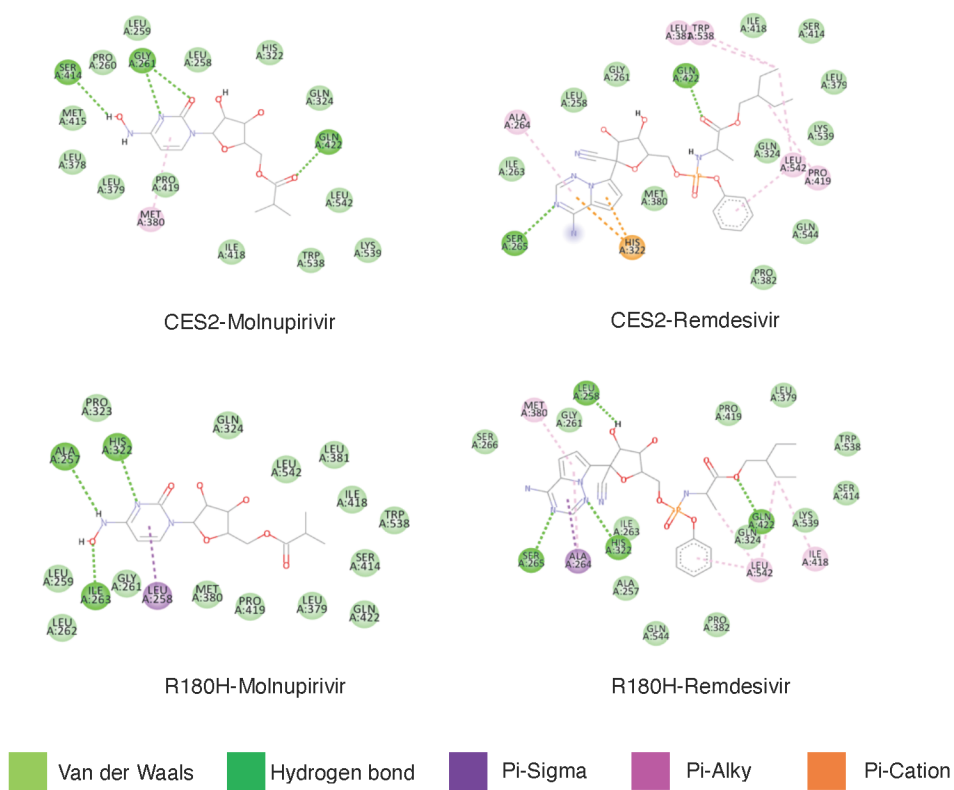 LEU
A:259
PRO
A:260
GLY
A:261
LEU
A:258
HIS
A:322
SER
A:414
GLN
A:324
MET
A:415
GLN
A:422
LEU
A:378
LEU
A:379
PRO
A:419
MET
A:380
LEU
A:542
ILE
A:418
TRP
A:538
LYS
A:539
H
O
N
H
N
O
N
H
O
O
O
O
O
CES2-Molnupirivir
LEU
A:381
TRP
A:538
ILE
A:418
SER
A:414
GLY
A:261
GLN
A:422
LEU
A:379
LEU
A:258
ALA
A:264
LYS
A:539
GLN
A:324
ILE
A:263
LEU
A:542
PRO
A:419
MET
A:380
SER
A:265
HIS
A:322
GLN
A:544
PRO
A:382
CES2-Remdesivir
PRO
A:323
GLN
A:324
ALA
A:257
HIS
A:322
LEU
A:542
LEU
A:381
ILE
A:418
TRP
A:538
SER
A:414
LEU
A:259
GLY
A:261
ILE
A:263
LEU
A:258
MET
A:380
PRO
A:419
LEU
A:379
GLN
A:422
LEU
A:262
R180H-Molnupirivir
LEU
A:258
MET
A:380
GLY
A:261
LEU
A:379
PRO
A:419
SER
A:266
TRP
A:538
SER
A:414
GLN
A:422
LYS
A:539
GLN
A:324
ILE
A:263
HIS
A:322
SER
A:265
ALA
A:264
LEU
A:542
ILE
A:418
ALA
A:257
GLN
A:544
PRO
A:382
R180H-Remdesivir
Van der Waals
Hydrogen bond
Pi-Sigma
Pi-Alky
Pi-Cation